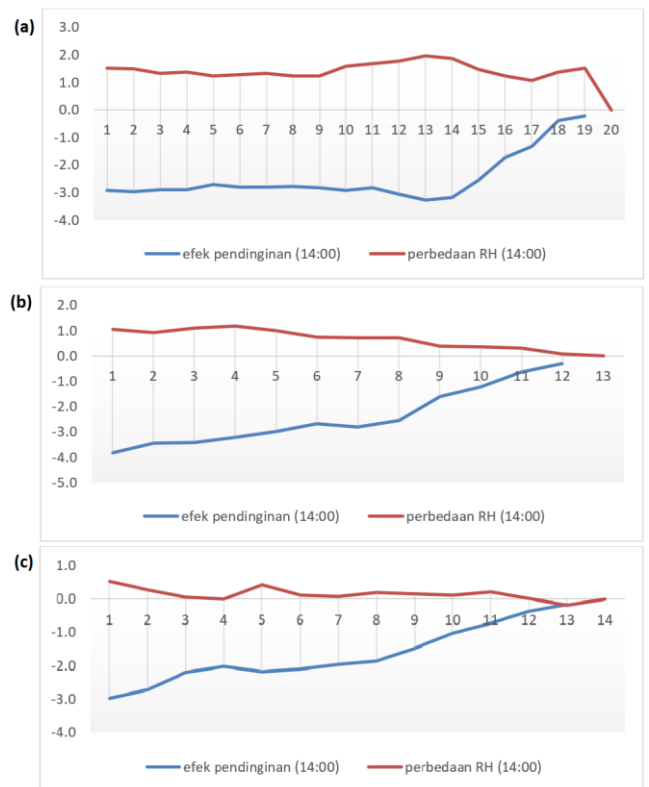 (a)
3.0
2.0
1.0
0.0
-1.0
-2.0
-3.0
-4.0
1 2 3 4 5 6 7 8 9 10 11 12 13 14 15 16 17 18 19 20
efek pendinginan (14:00) perbedaan RH (14:00)
(b)
2.0
1.0
0.0
-1.0
-2.0
-3.0
-4.0
-5.0
1 2 3 4 5 6 7 8 9 10 11 12 13
efek pendinginan (14:00) perbedaan RH (14:00)
(c)
1.0
0.0
-1.0
-2.0
-3.0
-4.0
1 2 3 4 5 6 7 8 9 10 11 12 13 14
efek pendinginan (14:00) perbedaan RH (14:00)